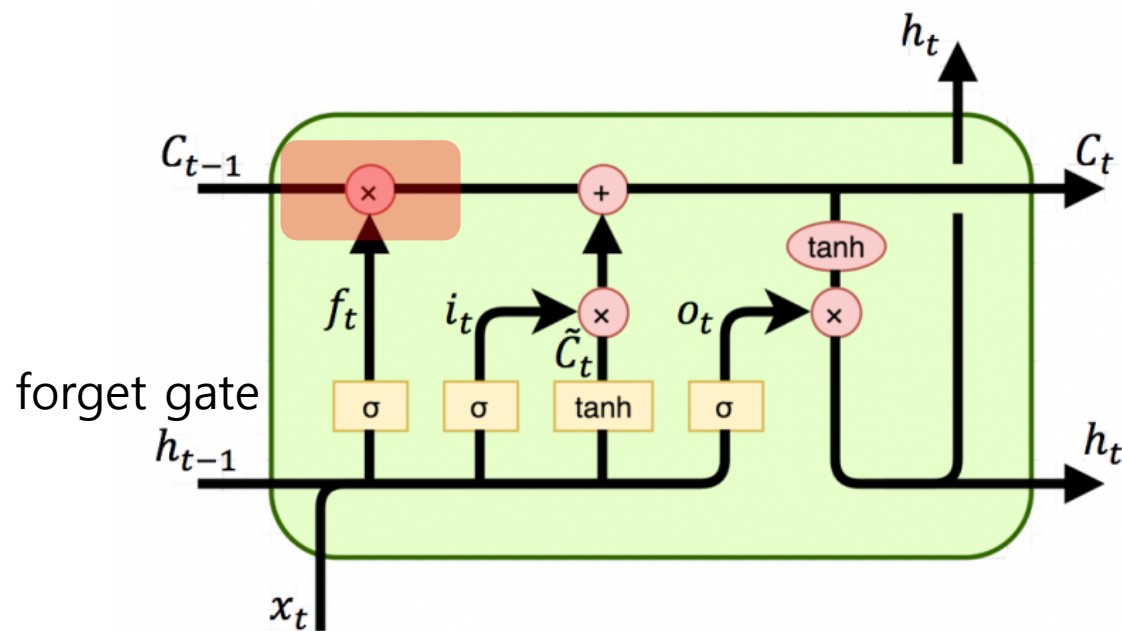 h_t
C_{t-1}
C_t
×
+
tanh
f_t
i_t
×
o_t
×
C̃_t
forget gate
σ
σ
tanh
σ
h_{t-1}
h_t
x_t